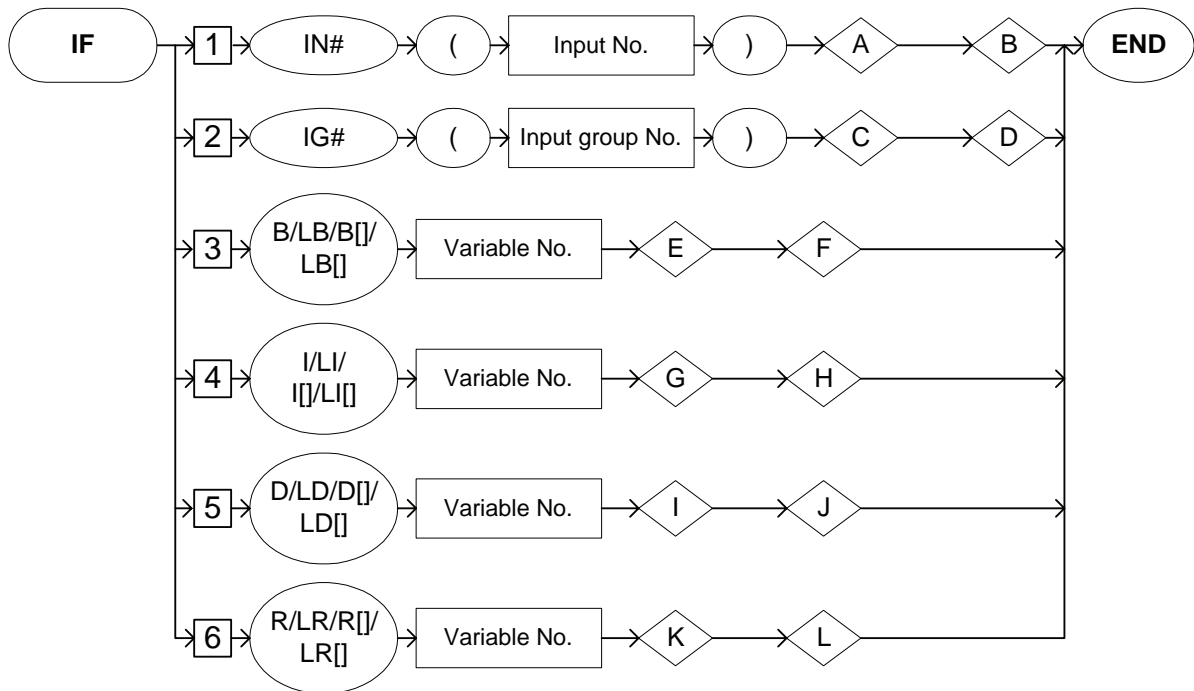 IF
1 IN# ( Input No. ) A B END
2 IG# ( Input group No. ) C D
3 B/LB/B[]/
LB[] Variable No. E F
4 I/LI/
I[]/LI[] Variable No. G H
5 D/LD/D[]/
LD[] Variable No. I J
6 R/LR/R[]/
LR[] Variable No. K L